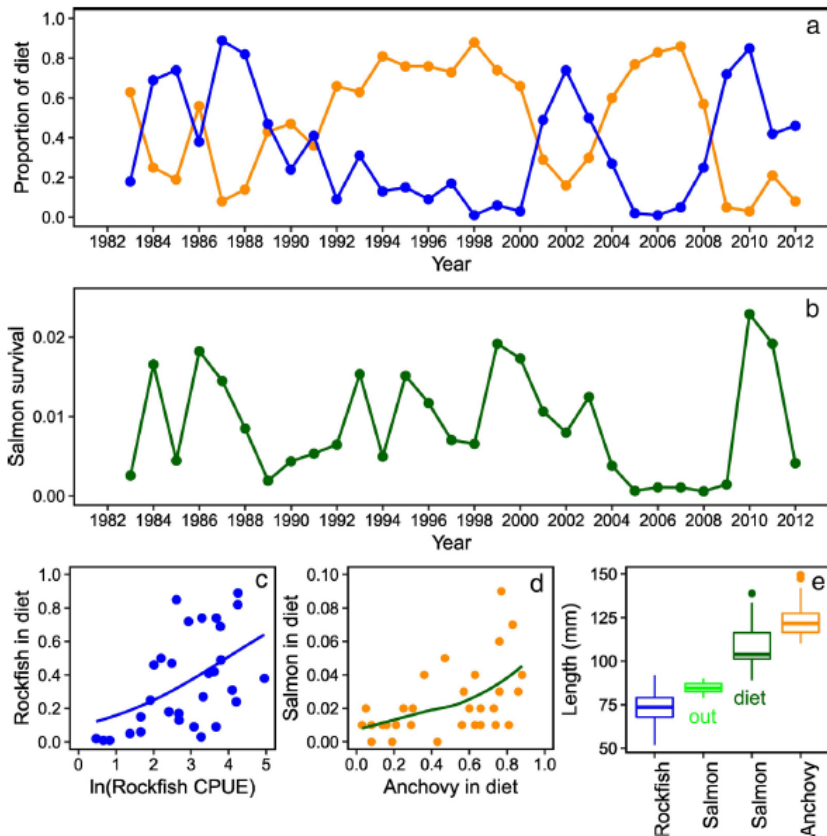 a
1.0
0.8
0.6
0.4
0.2
0.0
Proportion of diet
1982 1984 1986 1988 1990 1992 1994 1996 1998 2000 2002 2004 2006 2008 2010 2012
Year
b
0.02
0.01
0.00
Salmon survival
1982 1984 1986 1988 1990 1992 1994 1996 1998 2000 2002 2004 2006 2008 2010 2012
Year
c
1.0
0.8
0.6
0.4
0.2
0.0
Rockfish in diet
0 1 2 3 4 5
ln(Rockfish CPUE)
d
0.10
0.08
0.06
0.04
0.02
0.00
Salmon in diet
0.0 0.2 0.4 0.6 0.8 1.0
Anchovy in diet
e
150
125
100
75
50
Length (mm)
out
diet
Rockfish
Salmon
Salmon
Anchovy